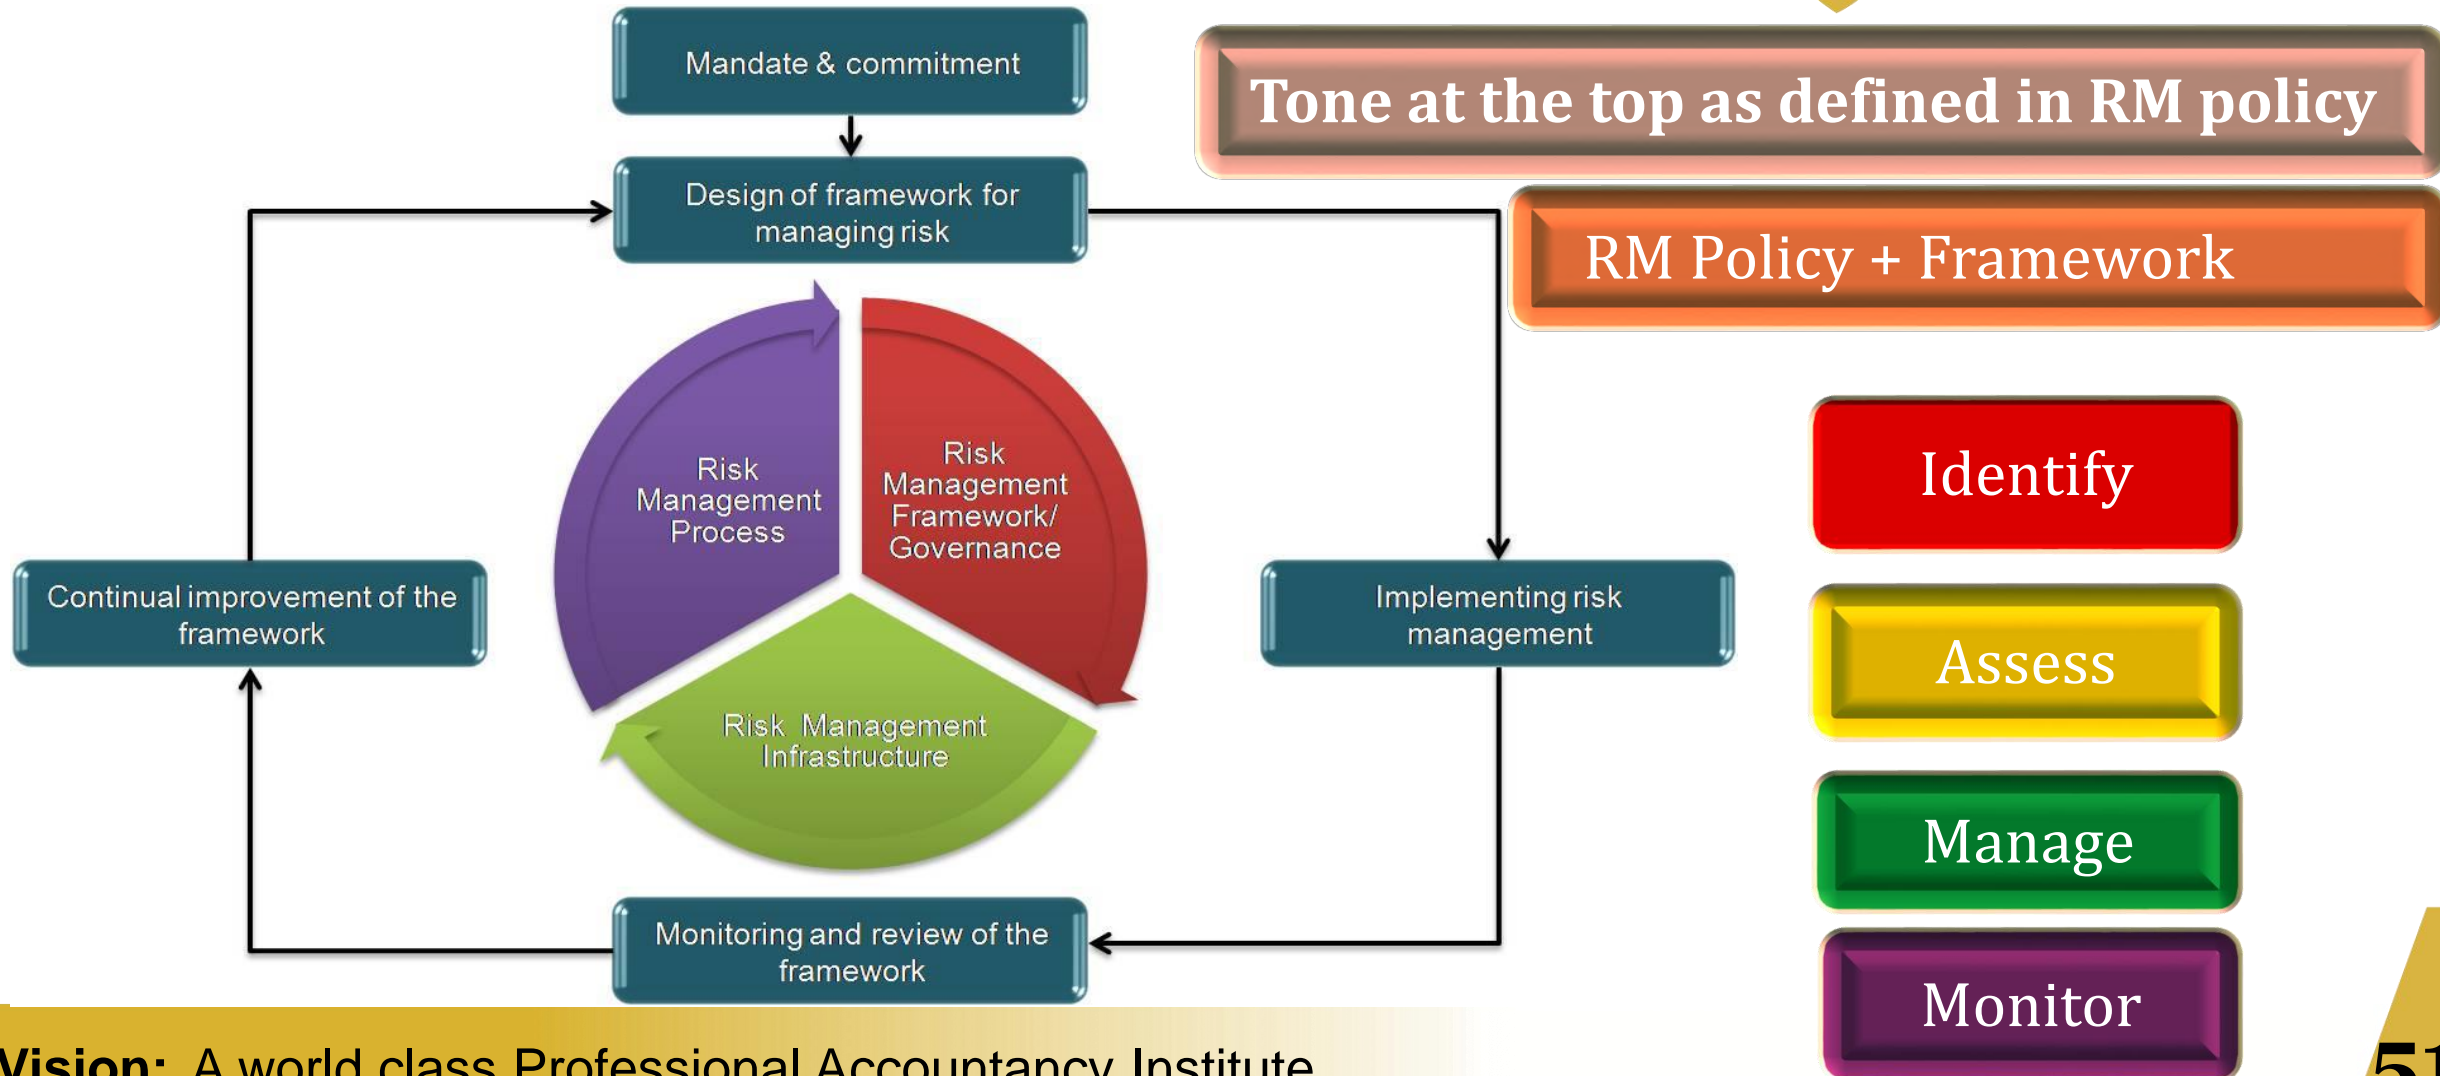 Mandate & commitment
Tone at the top as defined in RM policy
Design of framework for
managing risk
RM Policy + Framework
Risk
Management
Process
Risk
Management
Framework/
Governance
Risk Management
Infrastructure
Continual improvement of the
framework
Implementing risk
management
Monitoring and review of the
framework
Identify
Assess
Manage
Monitor
Vision: A world class Professional Accountancy Institute
51